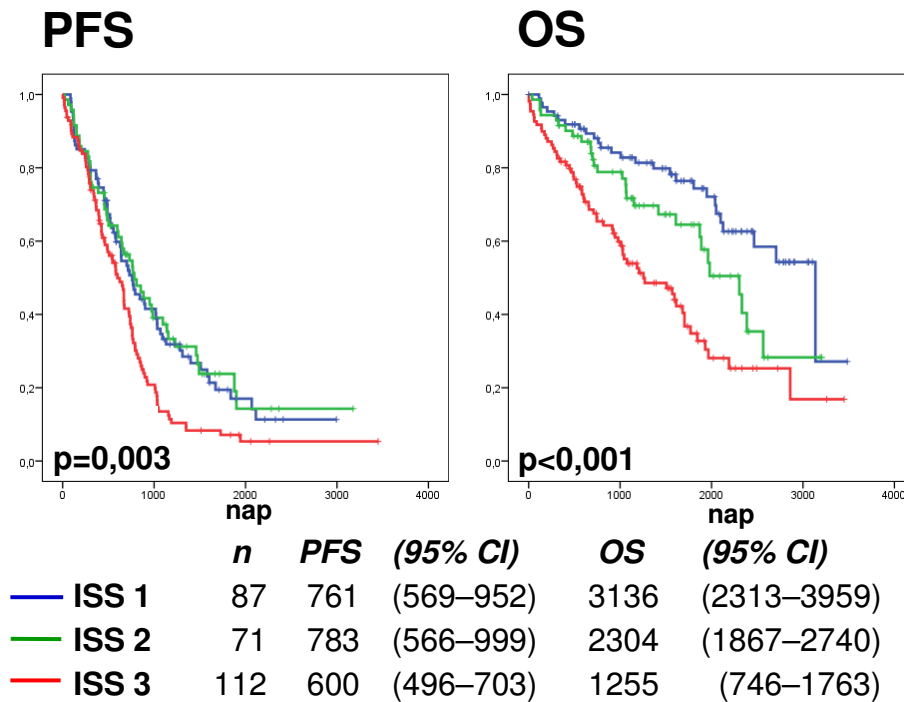 PFS
OS
1,0
0,8
0,6
0,4
0,2
0,0
p=0,003
0 1000 2000 3000 4000
nap
1,0
0,8
0,6
0,4
0,2
0,0
p<0,001
0 1000 2000 3000 4000
nap
n PFS (95% CI) OS (95% CI)
ISS 1 87 761 (569–952) 3136 (2313–3959)
ISS 2 71 783 (566–999) 2304 (1867–2740)
ISS 3 112 600 (496–703) 1255 (746–1763)